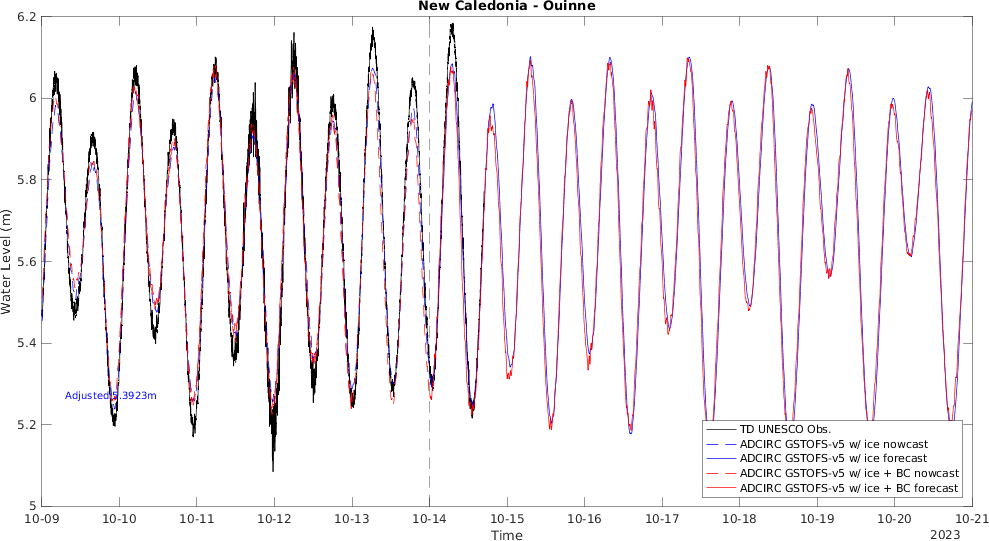 New Caledonia - Ouinne
6.2
6
5.8
5.6
5.4
5.2
5
Water Level (m)
Adjusted 5.3923m
TD UNESCO Obs.
ADCIRC GSTOFS-v5 w/ ice nowcast
ADCIRC GSTOFS-v5 w/ ice forecast
ADCIRC GSTOFS-v5 w/ ice + BC nowcast
ADCIRC GSTOFS-v5 w/ ice + BC forecast
10-09 10-10 10-11 10-12 10-13 10-14 10-15 10-16 10-17 10-18 10-19 10-20 10-21
Time 2023